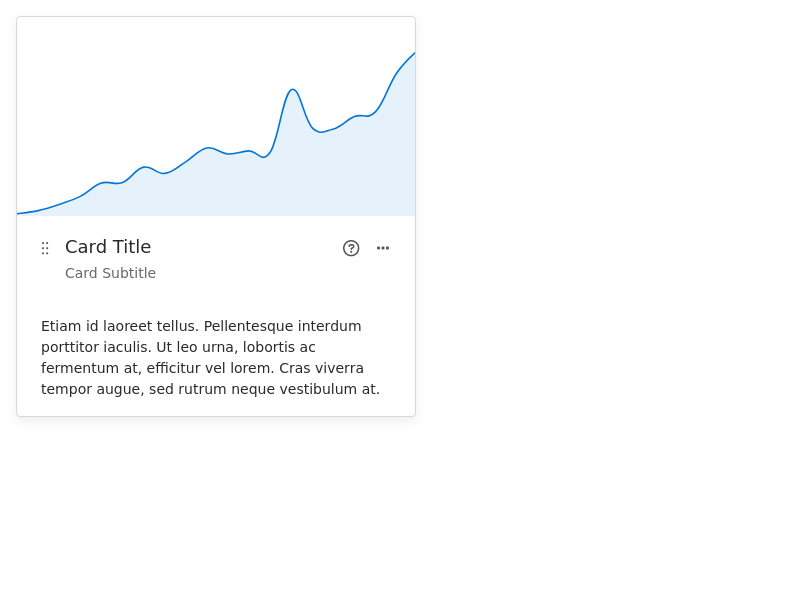 Card Title
Card Subtitle
Etiam id laoreet tellus. Pellentesque interdum
porttitor iaculis. Ut leo urna, lobortis ac
fermentum at, efficitur vel lorem. Cras viverra
tempor augue, sed rutrum neque vestibulum at.